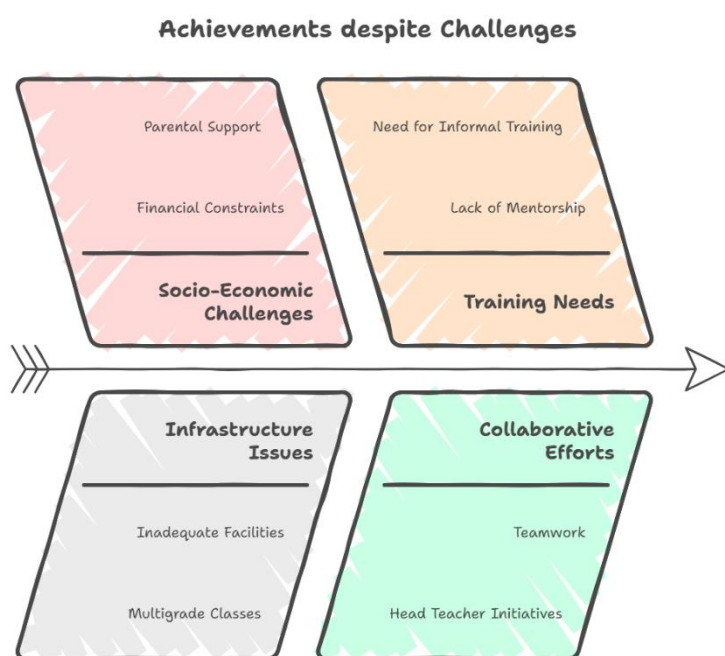 Achievements despite Challenges
Parental Support
Financial Constraints
Socio-Economic
Challenges
Need for Informal Training
Lack of Mentorship
Training Needs
Infrastructure
Issues
Inadequate Facilities
Multigrade Classes
Collaborative
Efforts
Teamwork
Head Teacher Initiatives